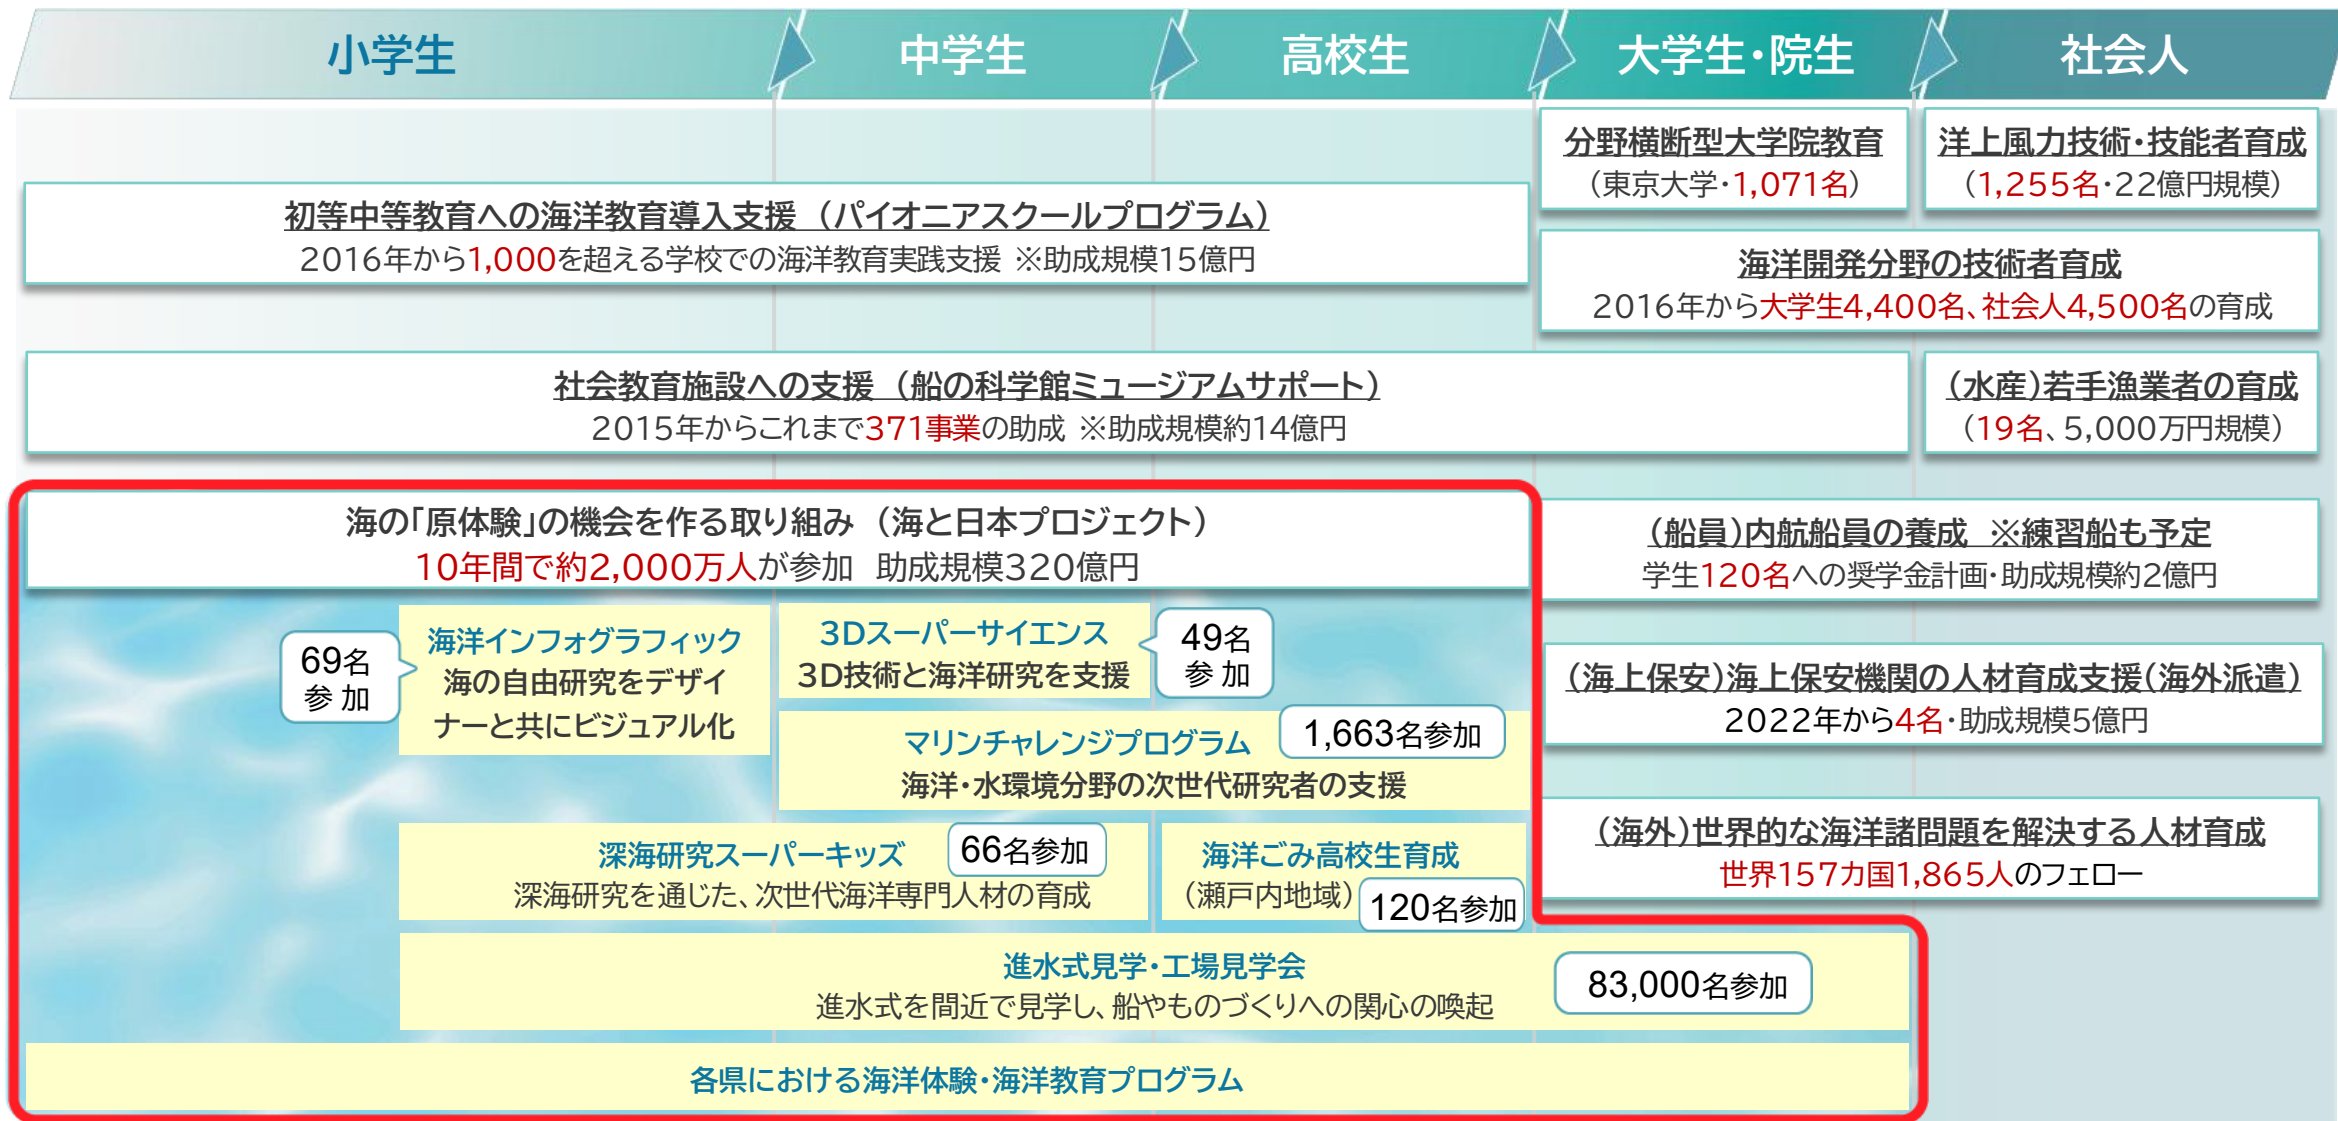 小学生
中学生
高校生
大学生・院生
社会人
分野横断型大学院教育
（東京大学・1,071名）
洋上風力技術・技能者育成
（1,255名・22億円規模）
初等中等教育への海洋教育導入支援 （パイオニアスクールプログラム）
2016年から1,000を超える学校での海洋教育実践支援 ※助成規模15億円
海洋開発分野の技術者育成
2016年から大学生4,400名、社会人4,500名の育成
社会教育施設への支援 （船の科学館ミュージアムサポート）
2015年からこれまで371事業の助成 ※助成規模約14億円
（水産）若手漁業者の育成
（19名、5,000万円規模）
海の「原体験」の機会を作る取り組み （海と日本プロジェクト）
10年間で約2,000万人が参加 助成規模320億円
（船員）内航船員の養成 ※練習船も予定
学生120名への奨学金計画・助成規模約2億円
69名
参加
海洋インフォグラフィック
海の自由研究をデザイ
ナーと共にビジュアル化
3Dスーパーサイエンス
3D技術と海洋研究を支援
49名
参加
（海上保安）海上保安機関の人材育成支援（海外派遣）
2022年から4名・助成規模5億円
マリンチャレンジプログラム
1,663名参加
海洋・水環境分野の次世代研究者の支援
深海研究スーパーキッズ
66名参加
深海研究を通じた、次世代海洋専門人材の育成
海洋ごみ高校生育成
（瀬戸内地域）
120名参加
（海外）世界的な海洋諸問題を解決する人材育成
世界157カ国1,865人のフェロー
進水式見学・工場見学会
進水式を間近で見学し、船やものづくりへの関心の喚起
83,000名参加
各県における海洋体験・海洋教育プログラム